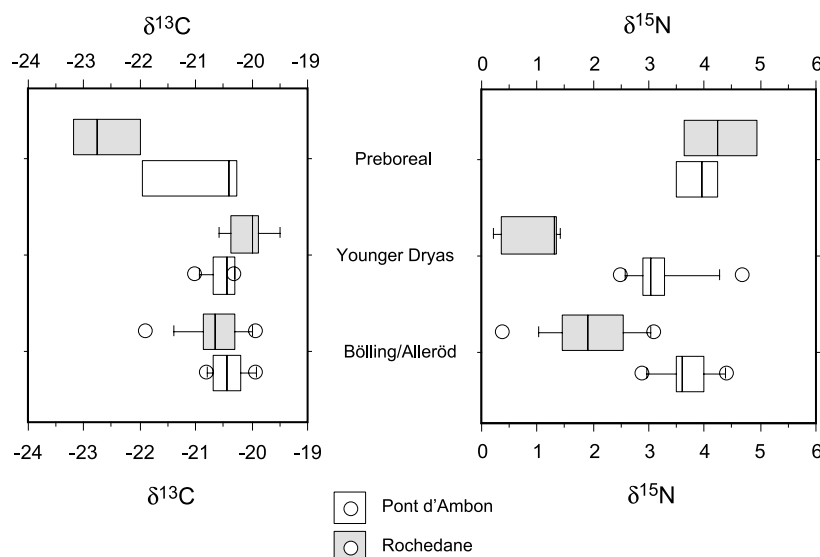 δ13C δ15N
-24 -23 -22 -21 -20 -19 0 1 2 3 4 5 6
Preboreal
Younger Dryas
Bölling/Alleröd
-24 -23 -22 -21 -20 -19 0 1 2 3 4 5 6
δ13C δ15N
Pont d'Ambon
Rochedane